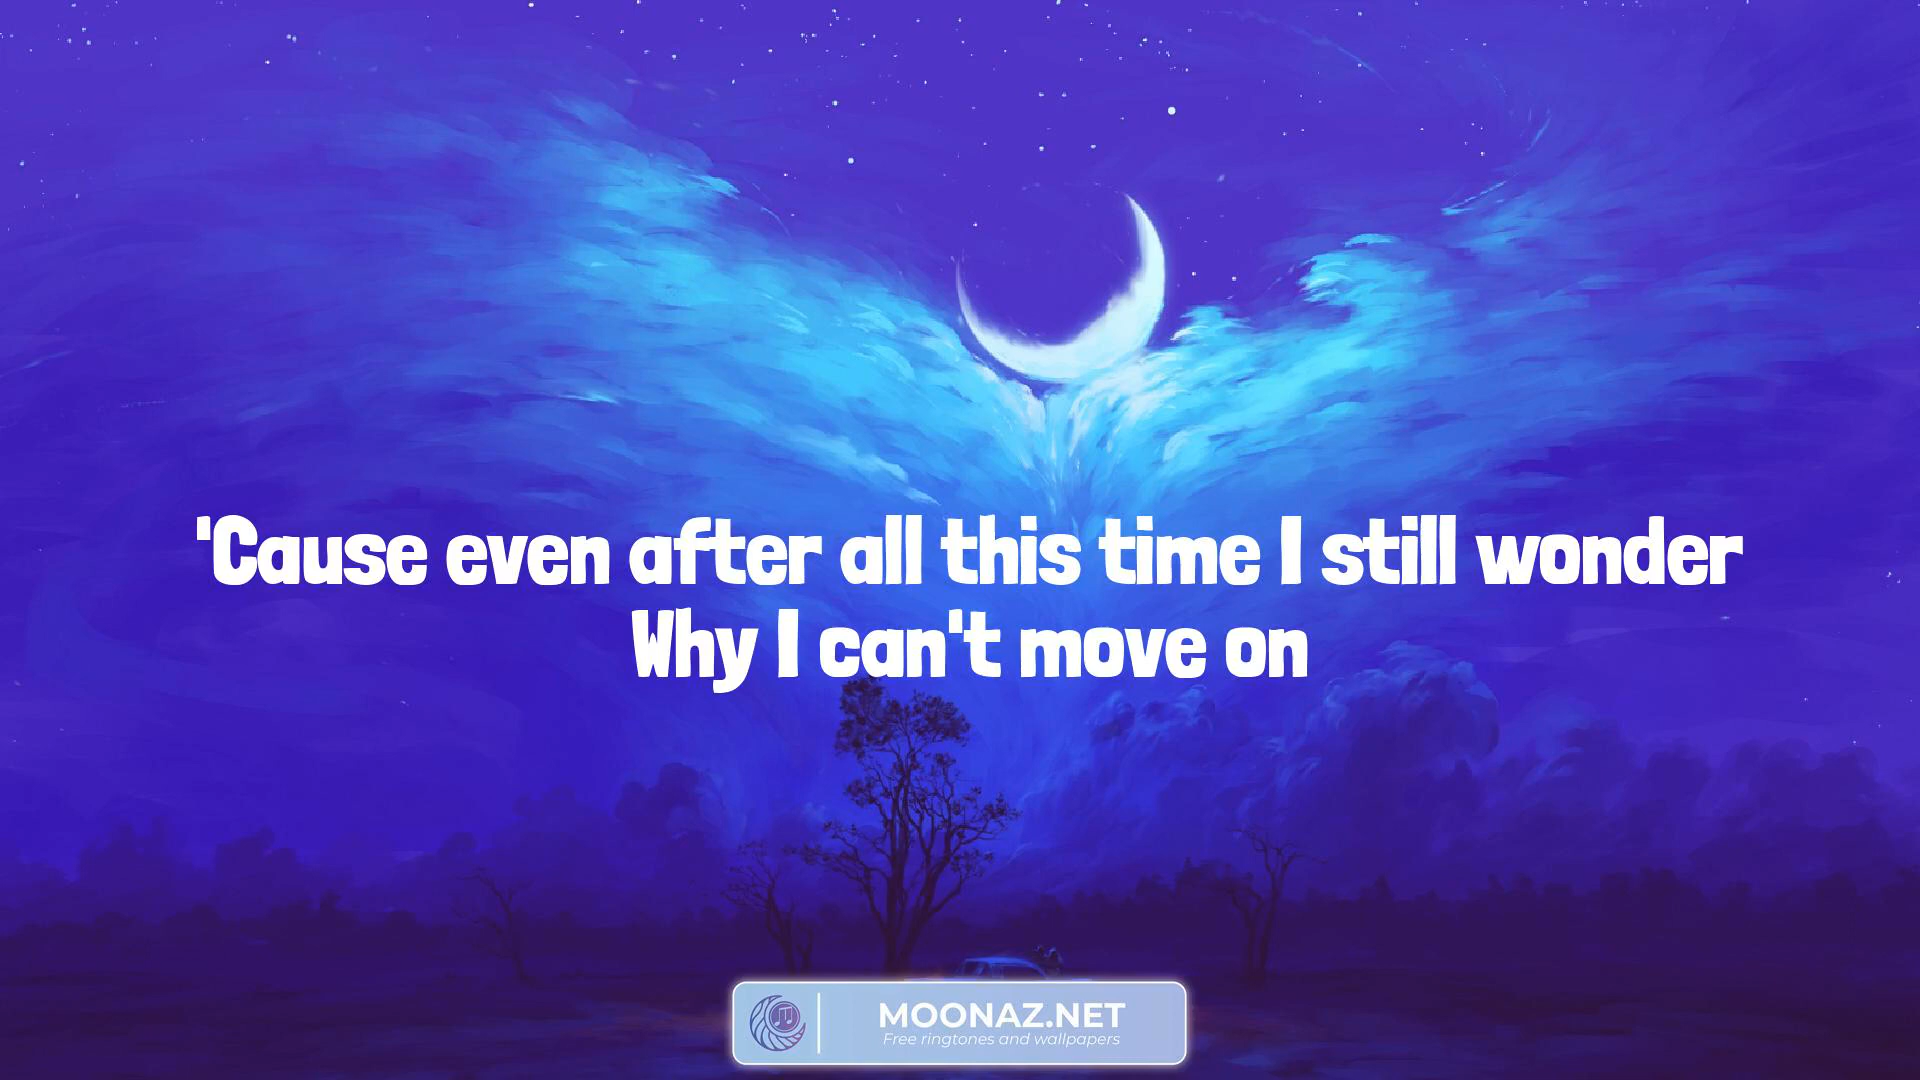 'Cause even after all this time I still wonder
Why I can't move on
MOONAZ.NET
Free ringtones and wallpapers